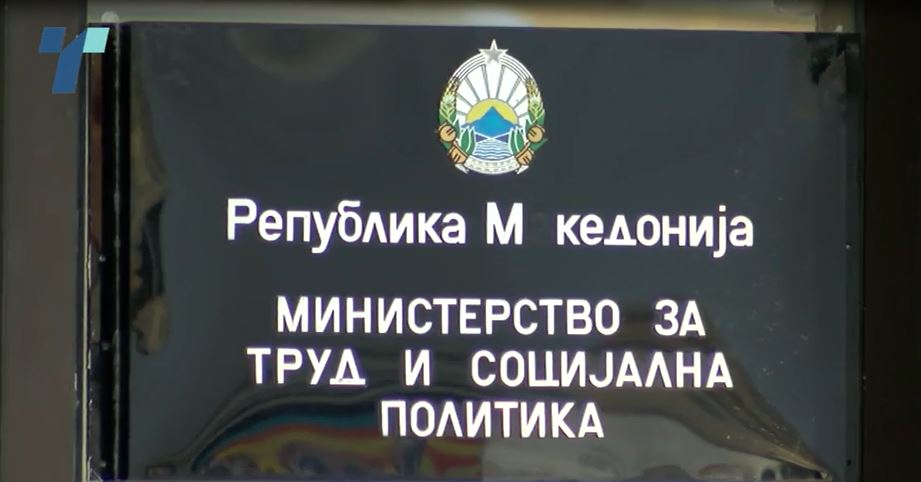 Република М кедонија
МИНИСТЕРСТВО ЗА
ТРУД И СОЦИЈАЛНА
ПОЛИТИКА